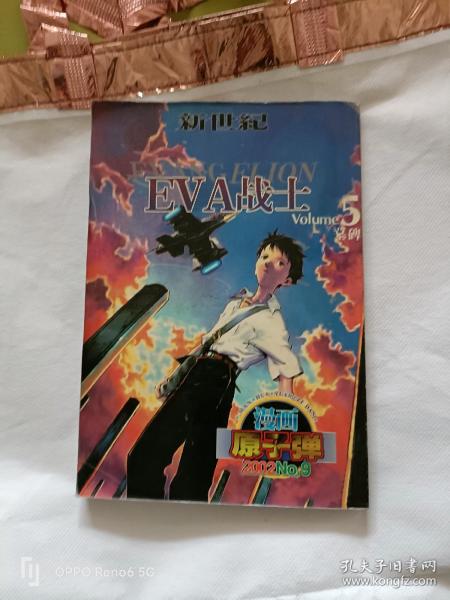 新世紀
EVANGELION
EVA战士
Volume 5
漫画
原子弹
2002 No.9
OPPO Reno6 5G
孔夫子旧书网
www.kongfz.com